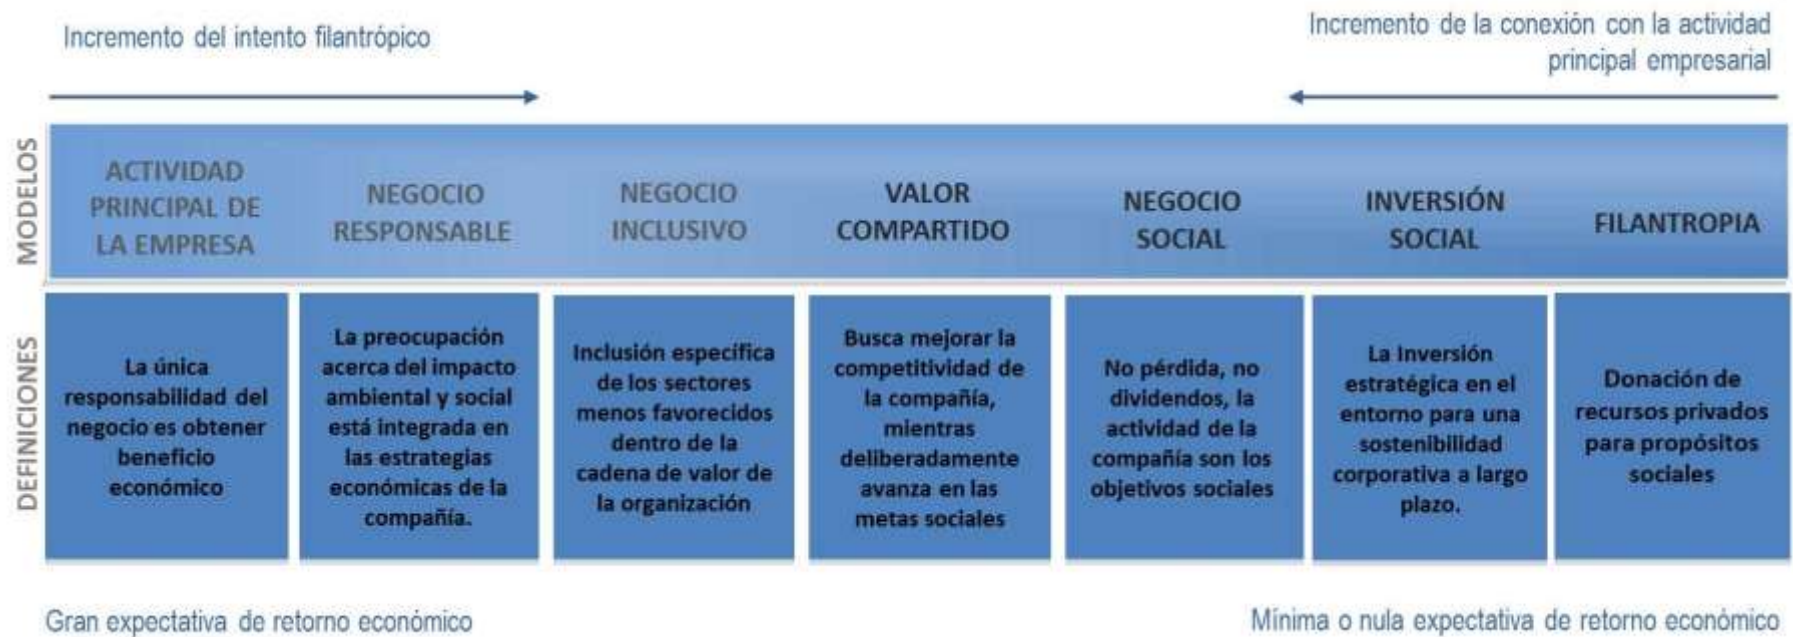 Incremento del intento filantrópico
Incremento de la conexión con la actividad
principal empresarial
MODELOS
ACTIVIDAD
PRINCIPAL DE
LA EMPRESA
NEGOCIO
RESPONSABLE
NEGOCIO
INCLUSIVO
VALOR
COMPARTIDO
NEGOCIO
SOCIAL
INVERSIÓN
SOCIAL
FILANTROPIA
DEFINICIONES
La única
responsabilidad del
negocio es obtener
beneficio
económico
La preocupación
acerca del impacto
ambiental y social
está integrada en
las estrategias
económicas de la
compañía.
Inclusión específica
de los sectores
menos favorecidos
dentro de la
cadena de valor de
la organización
Busca mejorar la
competitividad de
la compañía,
mientras
deliberadamente
avanza en las
metas sociales
No pérdida, no
dividendos, la
actividad de la
compañía son los
objetivos sociales
La Inversión
estratégica en el
entorno para una
sostenibilidad
corporativa a largo
plazo.
Donación de
recursos privados
para propósitos
sociales
Gran expectativa de retorno económico
Mínima o nula expectativa de retorno económico